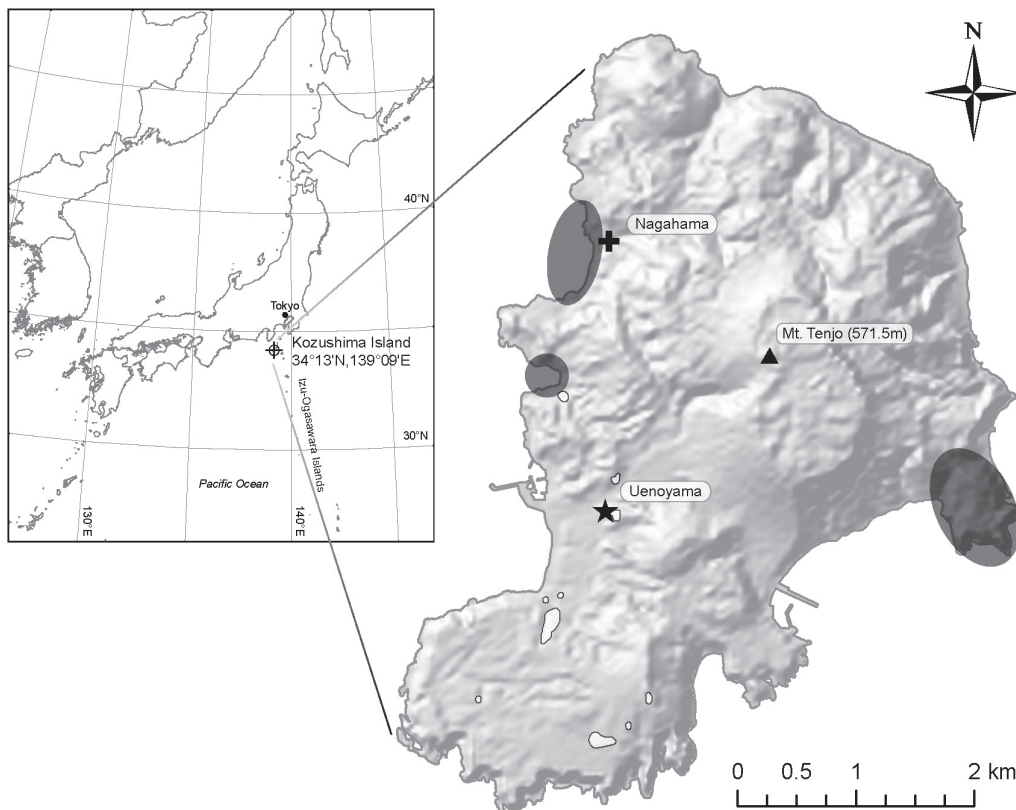 40°N
Tokyo
Kozushima Island
34°13'N,139°09'E
Izu-Ogasawara Islands
30°N
Pacific Ocean
130°E
140°E
N
Nagahama
Mt. Tenjo (571.5m)
Uenoyama
0 0.5 1 2 km